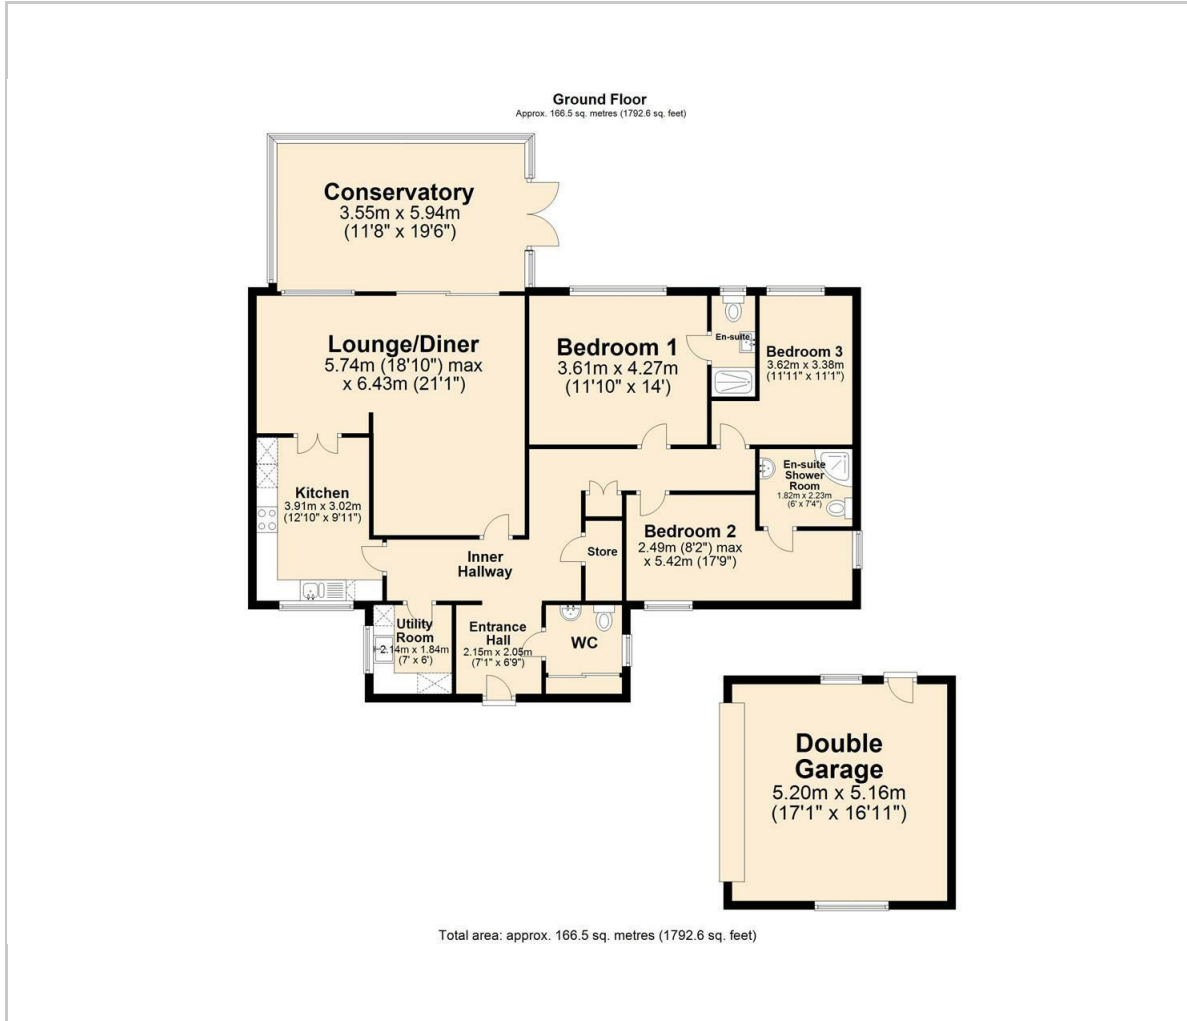 Ground Floor
Approx. 166.5 sq. metres (1792.6 sq. feet)
Conservatory
3.55m x 5.94m
(11'8" x 19'6")
Lounge/Diner
5.74m (18'10") max
x 6.43m (21'1")
Bedroom 1
3.61m x 4.27m
(11'10" x 14')
En-suite
Bedroom 3
3.62m x 3.38m
(11'11" x 11'1")
Kitchen
3.91m x 3.02m
(12'10" x 9'11")
En-suite
Shower
Room
1.82m x 2.23m
(6' x 7'4")
Bedroom 2
2.49m (8'2") max
x 5.42m (17'9")
Inner
Hallway
Store
Utility
Room
2.14m x 1.84m
(7' x 6')
Entrance
Hall
2.15m x 2.05m
(7'1" x 6'9")
WC
Double
Garage
5.20m x 5.16m
(17'1" x 16'11")
Total area: approx. 166.5 sq. metres (1792.6 sq. feet)